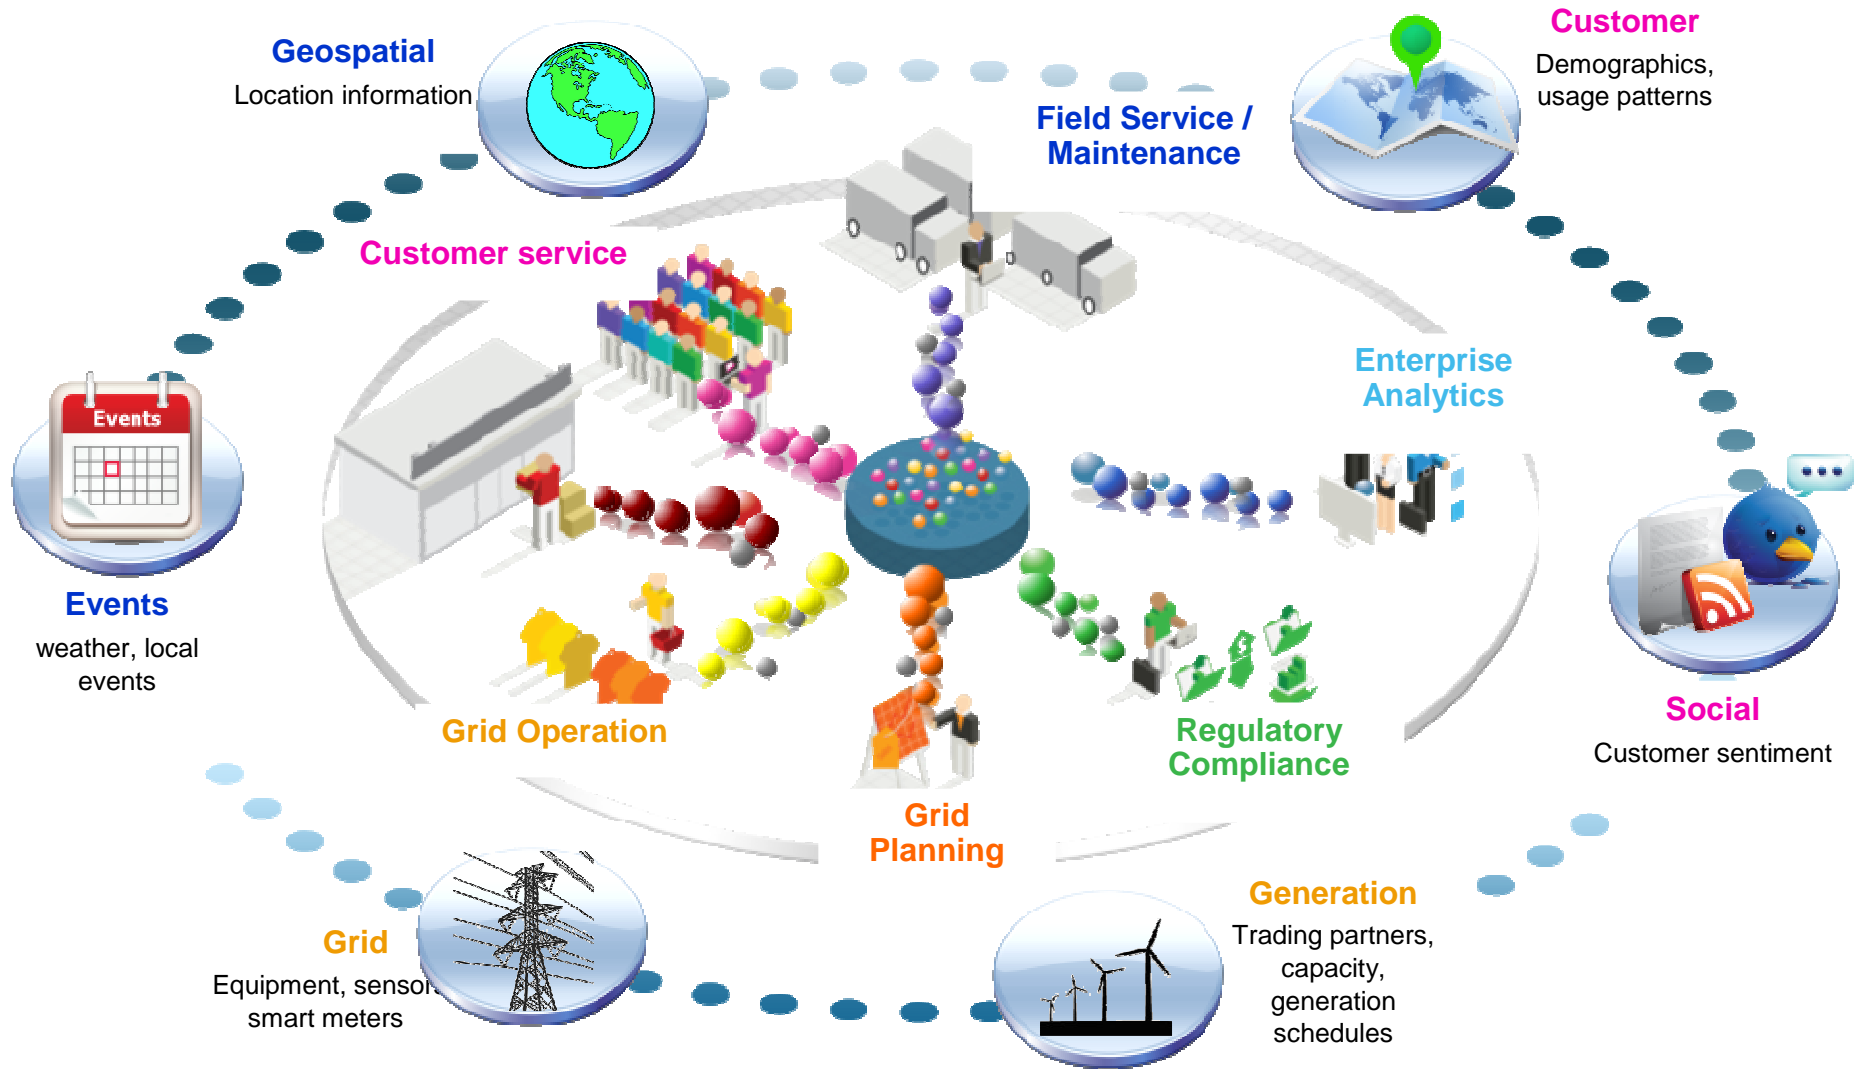 Geospatial
Location information
Customer
Demographics,
usage patterns
Field Service /
Maintenance
Customer service
Enterprise
Analytics
Events
Events
weather, local
events
Grid Operation
Regulatory
Compliance
Social
Customer sentiment
Grid
Planning
Grid
Equipment, sensors
smart meters
Generation
Trading partners,
capacity,
generation
schedules